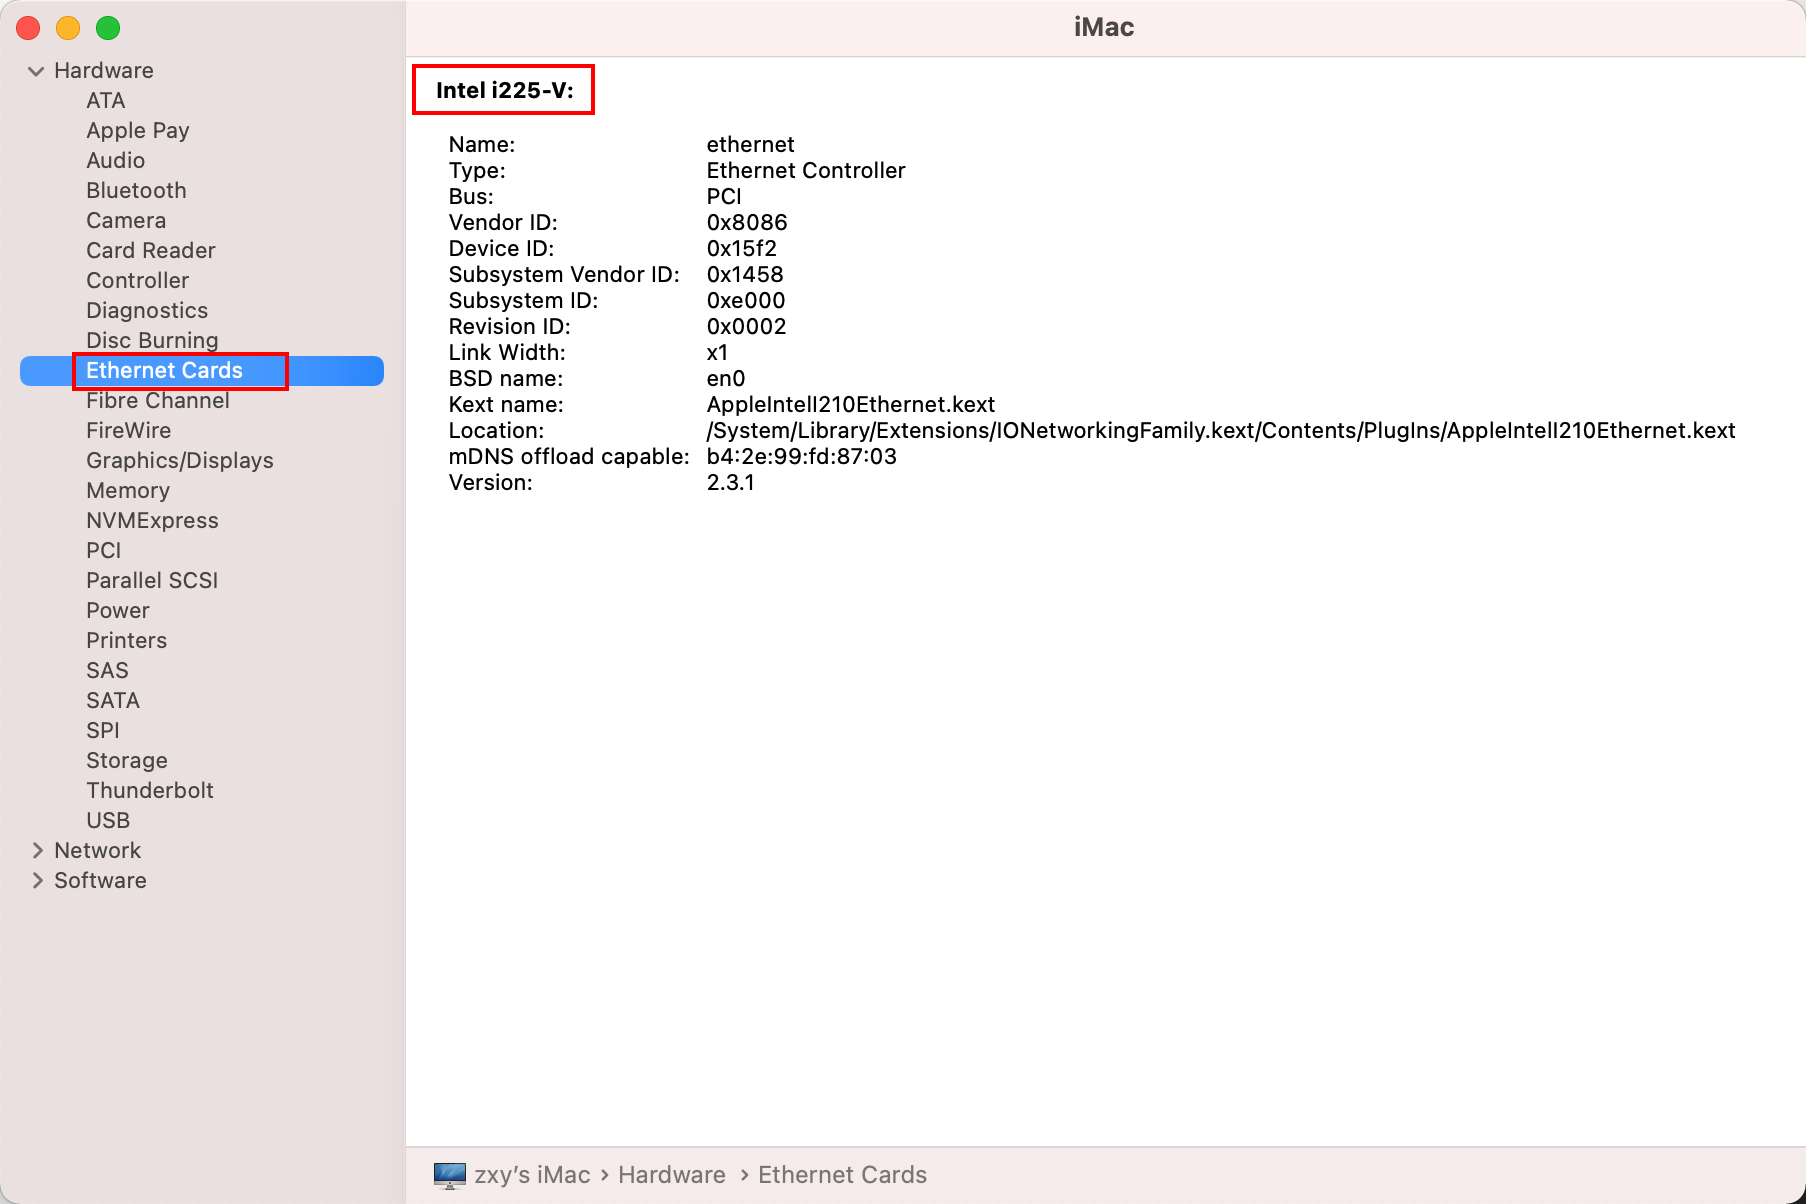 iMac
Hardware
ATA
Apple Pay
Audio
Bluetooth
Camera
Card Reader
Controller
Diagnostics
Disc Burning
Ethernet Cards
Fibre Channel
FireWire
Graphics/Displays
Memory
NVMExpress
PCI
Parallel SCSI
Power
Printers
SAS
SATA
SPI
Storage
Thunderbolt
USB
Network
Software
Intel i225-V:
Name: ethernet
Type: Ethernet Controller
Bus: PCI
Vendor ID: 0x8086
Device ID: 0x15f2
Subsystem Vendor ID: 0x1458
Subsystem ID: 0xe000
Revision ID: 0x0002
Link Width: x1
BSD name: en0
Kext name: AppleIntelI210Ethernet.kext
Location: /System/Library/Extensions/IONetworkingFamily.kext/Contents/PlugIns/AppleIntelI210Ethernet.kext
mDNS offload capable: b4:2e:99:fd:87:03
Version: 2.3.1
zxy’s iMac › Hardware › Ethernet Cards